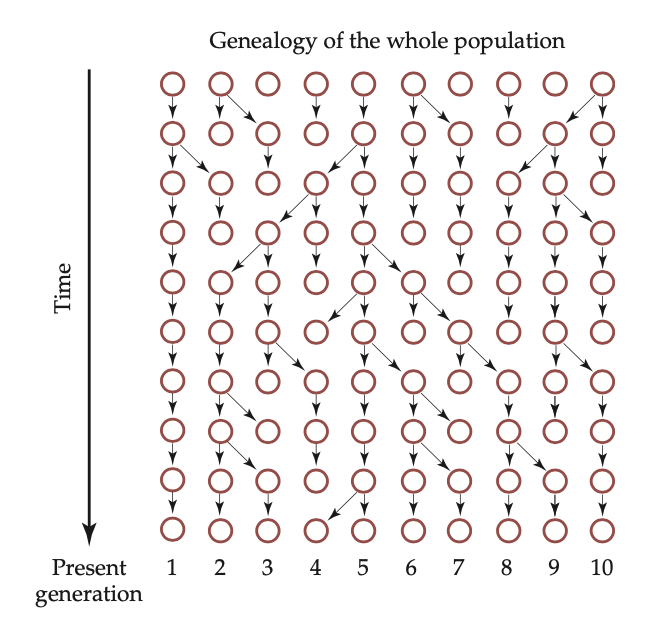 Genealogy of the whole population
Time
Present
generation
1 2 3 4 5 6 7 8 9 10